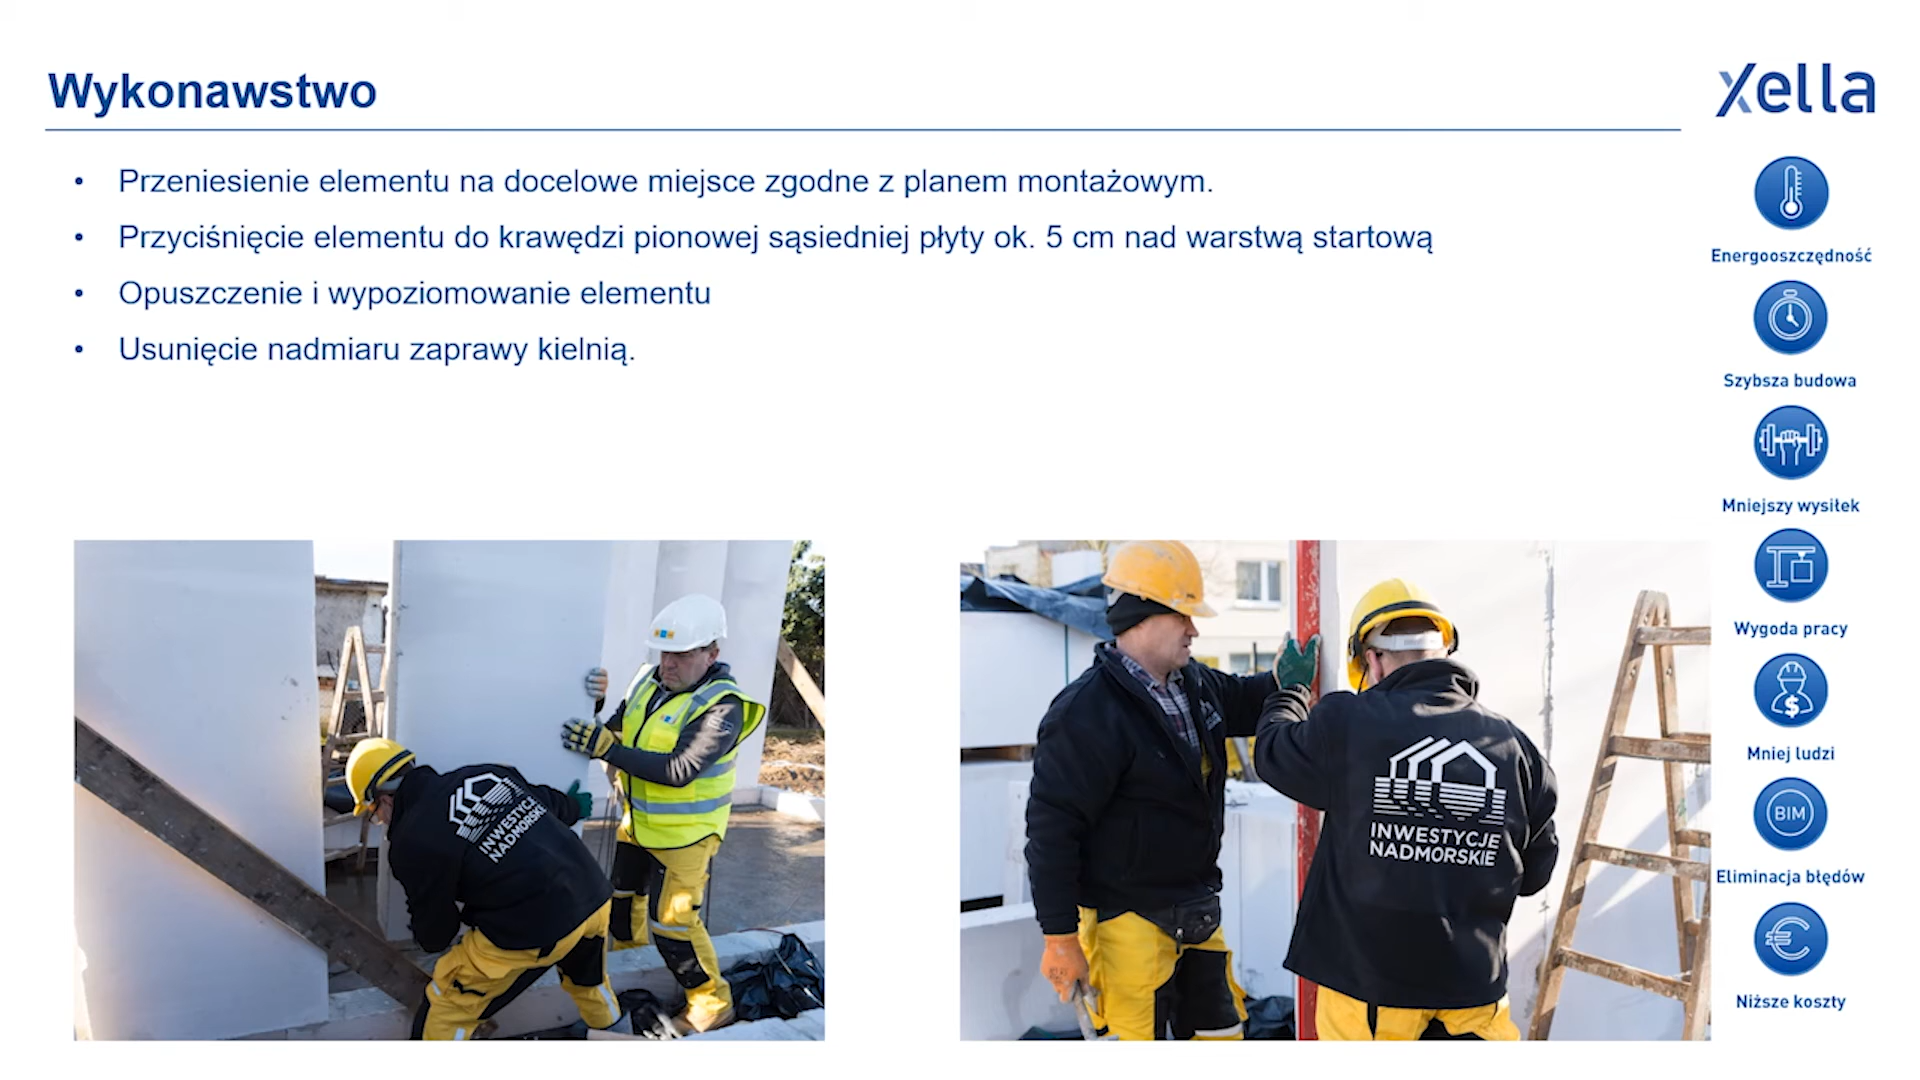 Wykonawstwo
xella
• Przeniesienie elementu na docelowe miejsce zgodne z planem montażowym.
• Przyciśnięcie elementu do krawędzi pionowej sąsiedniej płyty ok. 5 cm nad warstwą startową
• Opuszczenie i wypoziomowanie elementu
• Usunięcie nadmiaru zaprawy kielnią.
Energooszczędność
Szybsza budowa
Mniejszy wysiłek
Wygoda pracy
$
Mniej ludzi
BIM
Eliminacja błędów
€
Niższe koszty
INWESTYCJE
NADMORSKIE
INWESTYCJE
NADMORSKIE